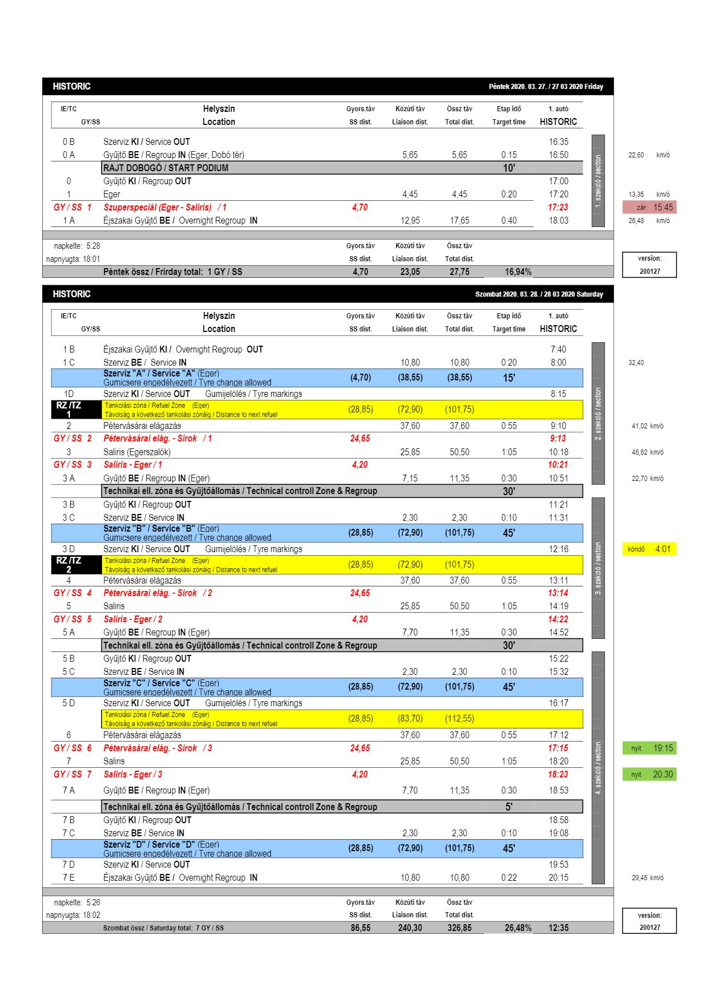 HISTORIC Péntek 2020. 03. 27. / 27 03 2020 Friday
IE/TC Helyszín Gyors.táv Közúti táv Össz táv Etap idő 1. autó
GY/SS Location SS dist. Liaison dist. Total dist. Target time HISTORIC
0 B Szerviz KI / Service OUT 16:35
0 A Gyűjtő BE / Regroup IN (Eger, Dobó tér) 5,65 5,65 0:15 16:50 22,60 km/ó
RAJT DOBOGÓ / START PODIUM 10'
0 Gyűjtő KI / Regroup OUT 17:00
1 Eger 4,45 4,45 0:20 17:20 13,35 km/ó
GY / SS 1 Szuperspeciál (Eger - Saliris) / 1 4,70 17:23 zár: 15:45
1 A Éjszakai Gyűjtő BE / Overnight Regroup IN 12,95 17,65 0:40 18:03 26,48 km/ó
1. szekció / section
napkelte: 5:28 Gyors.táv Közúti táv Össz táv
napnyugta: 18:01 SS dist. Liaison dist. Total dist. version:
Péntek össz / Frirday total: 1 GY / SS 4,70 23,05 27,75 16,94% 200127
HISTORIC Szombat 2020. 03. 28. / 28 03 2020 Saturday
IE/TC Helyszín Gyors.táv Közúti táv Össz táv Etap idő 1. autó
GY/SS Location SS dist. Liaison dist. Total dist. Target time HISTORIC
1 B Éjszakai Gyűjtő KI / Overnight Regroup OUT 7:40
1 C Szerviz BE / Service IN 10,80 10,80 0:20 8:00 32,40
Szerviz "A" / Service "A" (Eger) (4,70) (38,55) (38,55) 15'
Gumicsere engedélyezett / Tyre change allowed
1D Szerviz KI / Service OUT Gumijelölés / Tyre markings 8:15
RZ /TZ 1 Tankolási zóna / Refuel Zone (Eger) (28,85) (72,90) (101,75)
Távolság a következő tankolási zónáig / Distance to next refuel
2 Pétervásárai elágazás 37,60 37,60 0:55 9:10 41,02 km/ó
GY / SS 2 Pétervásárai elág. - Sirok / 1 24,65 9:13
3 Saliris (Egerszalók) 25,85 50,50 1:05 10:18 46,62 km/ó
GY / SS 3 Saliris - Eger / 1 4,20 10:21
3 A Gyűjtő BE / Regroup IN (Eger) 7,15 11,35 0:30 10:51 22,70 km/ó
2. szekció / section
Technikai ell. zóna és Gyűjtőállomás / Technical controll Zone & Regroup 30'
3 B Gyűjtő KI / Regroup OUT 11:21
3 C Szerviz BE / Service IN 2,30 2,30 0:10 11:31
Szerviz "B" / Service "B" (Eger) (28,85) (72,90) (101,75) 45'
Gumicsere engedélyezett / Tyre change allowed
3 D Szerviz KI / Service OUT Gumijelölés / Tyre markings 12:16 köridő 4:01
RZ /TZ 2 Tankolási zóna / Refuel Zone (Eger) (28,85) (72,90) (101,75)
Távolság a következő tankolási zónáig / Distance to next refuel
4 Pétervásárai elágazás 37,60 37,60 0:55 13:11
GY / SS 4 Pétervásárai elág. - Sirok / 2 24,65 13:14
5 Saliris 25,85 50,50 1:05 14:19
GY / SS 5 Saliris - Eger / 2 4,20 14:22
5 A Gyűjtő BE / Regroup IN (Eger) 7,70 11,35 0:30 14:52
3. szekció / section
Technikai ell. zóna és Gyűjtőállomás / Technical controll Zone & Regroup 30'
5 B Gyűjtő KI / Regroup OUT 15:22
5 C Szerviz BE / Service IN 2,30 2,30 0:10 15:32
Szerviz "C" / Service "C" (Eger) (28,85) (72,90) (101,75) 45'
Gumicsere engedélyezett / Tyre change allowed
5 D Szerviz KI / Service OUT Gumijelölés / Tyre markings 16:17
Tankolási zóna / Refuel Zone (Eger) (28,85) (83,70) (112,55)
Távolság a következő tankolási zónáig / Distance to next refuel
6 Pétervásárai elágazás 37,60 37,60 0:55 17:12
GY / SS 6 Pétervásárai elág. - Sirok / 3 24,65 17:15 nyit 19:15
7 Saliris 25,85 50,50 1:05 18:20
GY / SS 7 Saliris - Eger / 3 4,20 18:23 nyit 20:30
7 A Gyűjtő BE / Regroup IN (Eger) 7,70 11,35 0:30 18:53
Technikai ell. zóna és Gyűjtőállomás / Technical controll Zone & Regroup 5'
7 B Gyűjtő KI / Regroup OUT 18:58
7 C Szerviz BE / Service IN 2,30 2,30 0:10 19:08
Szerviz "D" / Service "D" (Eger) (28,85) (72,90) (101,75) 45'
Gumicsere engedélyezett / Tyre change allowed
7 D Szerviz KI / Service OUT 19:53
7 E Éjszakai Gyűjtő BE / Overnight Regroup IN 10,80 10,80 0:22 20:15 29,45 km/ó
4. szekció / section
napkelte: 5:26 Gyors.táv Közúti táv Össz táv
napnyugta: 18:02 SS dist. Liaison dist. Total dist. version:
Szombat össz / Saturday total: 7 GY / SS 86,55 240,30 326,85 26,48% 12:35 200127